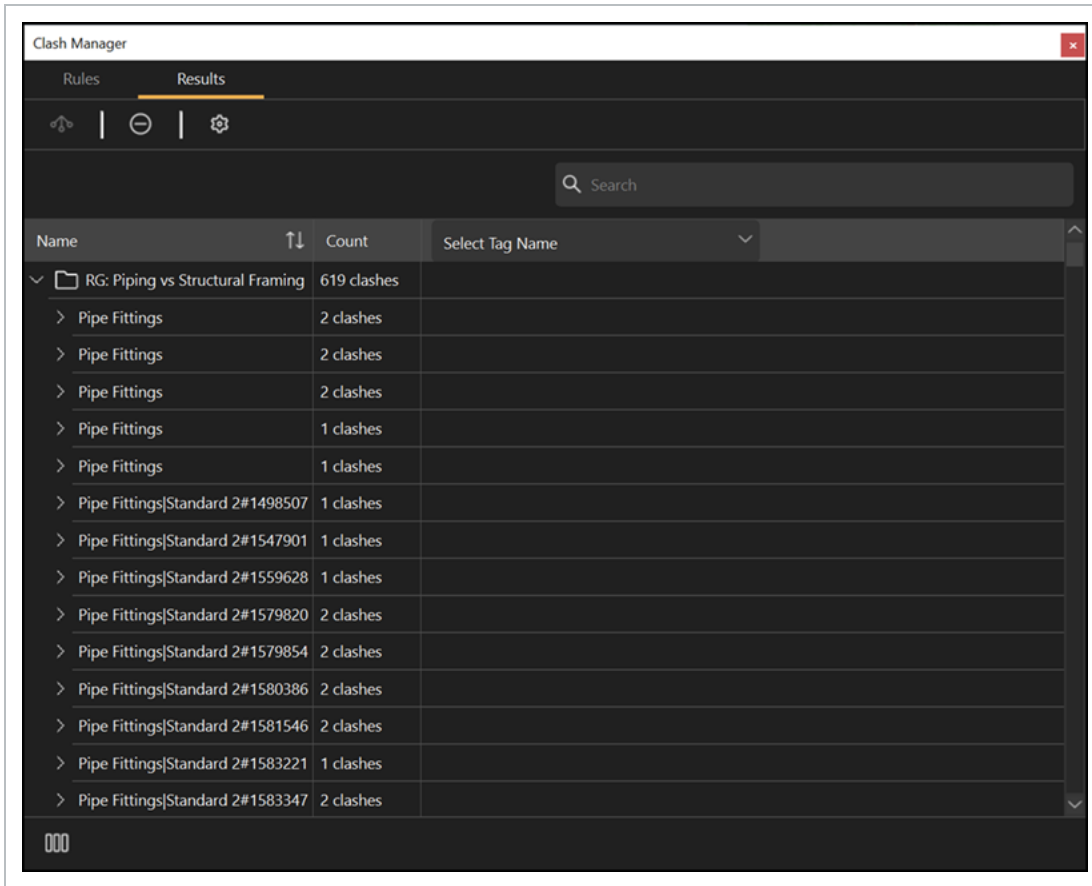 Clash Manager
Rules Results
Search
Name Count Select Tag Name
RG: Piping vs Structural Framing 619 clashes
Pipe Fittings 2 clashes
Pipe Fittings 2 clashes
Pipe Fittings 2 clashes
Pipe Fittings 1 clashes
Pipe Fittings 1 clashes
Pipe Fittings|Standard 2#1498507 1 clashes
Pipe Fittings|Standard 2#1547901 1 clashes
Pipe Fittings|Standard 2#1559628 1 clashes
Pipe Fittings|Standard 2#1579820 2 clashes
Pipe Fittings|Standard 2#1579854 2 clashes
Pipe Fittings|Standard 2#1580386 2 clashes
Pipe Fittings|Standard 2#1581546 2 clashes
Pipe Fittings|Standard 2#1583221 1 clashes
Pipe Fittings|Standard 2#1583347 2 clashes